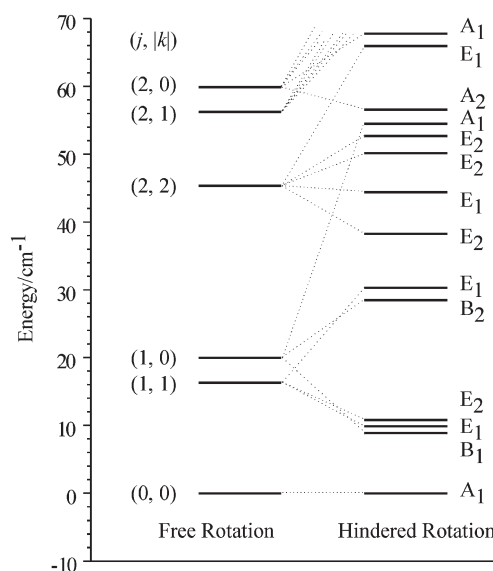 70
60
50
40
30
20
10
0
-10
Energy/cm⁻¹
(j, |k|)
(2, 0)
(2, 1)
(2, 2)
(1, 0)
(1, 1)
(0, 0)
Free Rotation
A₁
E₁
A₂
A₁
E₂
E₂
E₁
E₂
E₁
B₂
E₂
E₁
B₁
A₁
Hindered Rotation